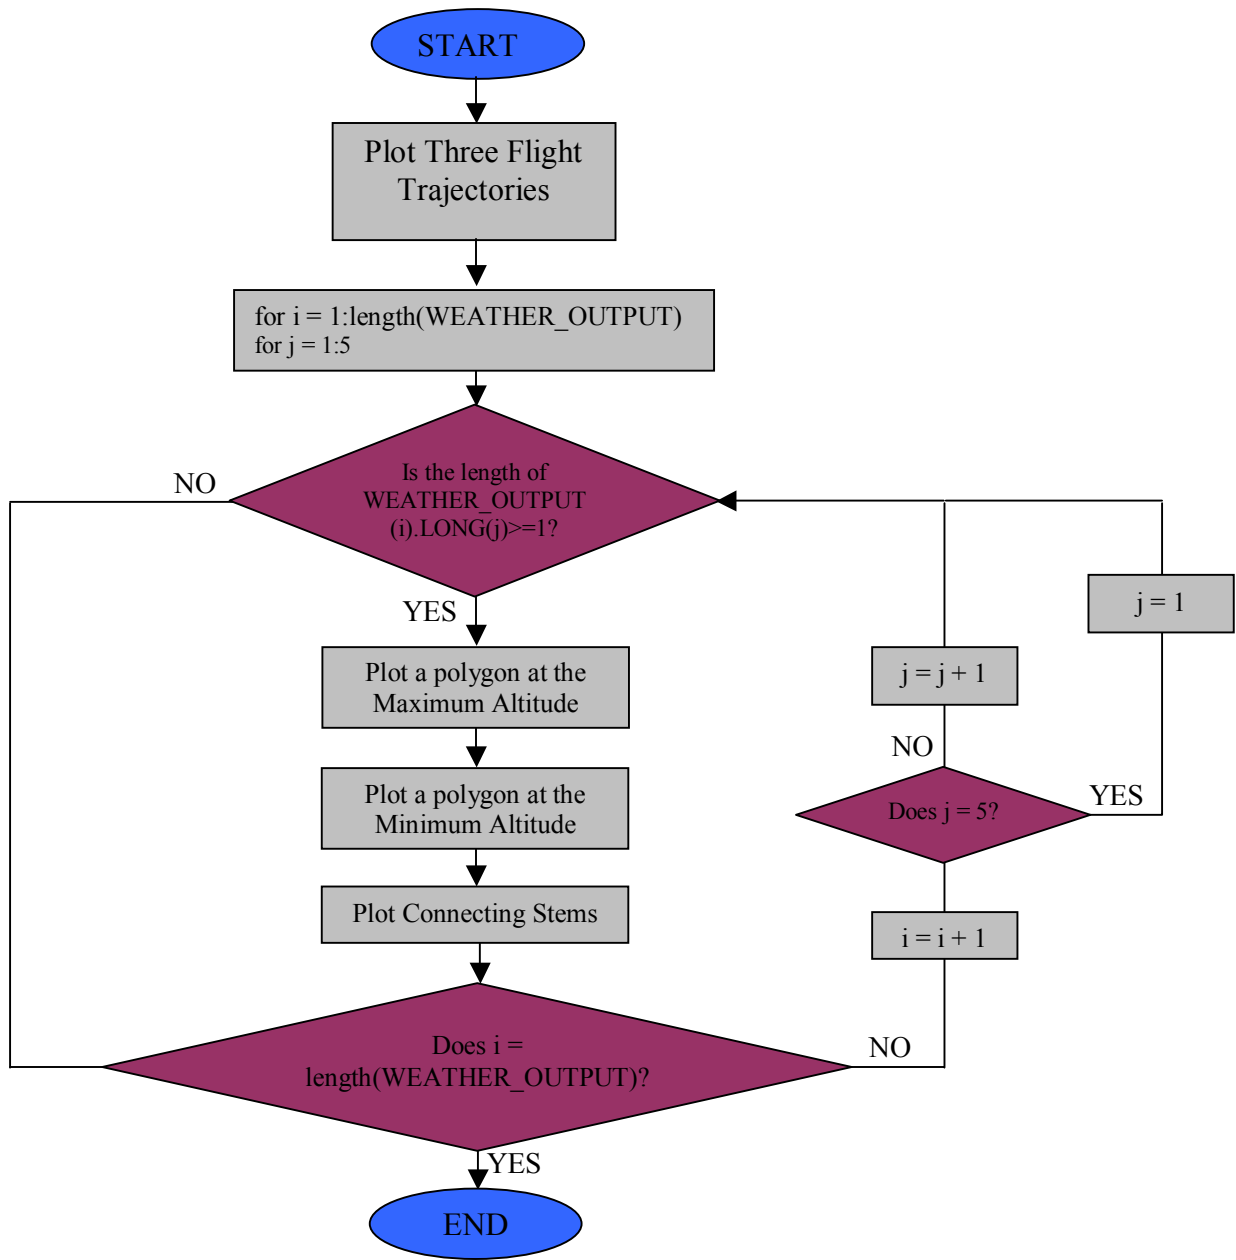 START
Plot Three Flight
Trajectories
for i = 1:length(WEATHER_OUTPUT)
for j = 1:5
Is the length of
WEATHER_OUTPUT
(i).LONG(j)>=1?
NO
YES
Plot a polygon at the
Maximum Altitude
Plot a polygon at the
Minimum Altitude
Plot Connecting Stems
Does i =
length(WEATHER_OUTPUT)?
NO
i = i + 1
Does j = 5?
NO
j = j + 1
YES
j = 1
YES
END